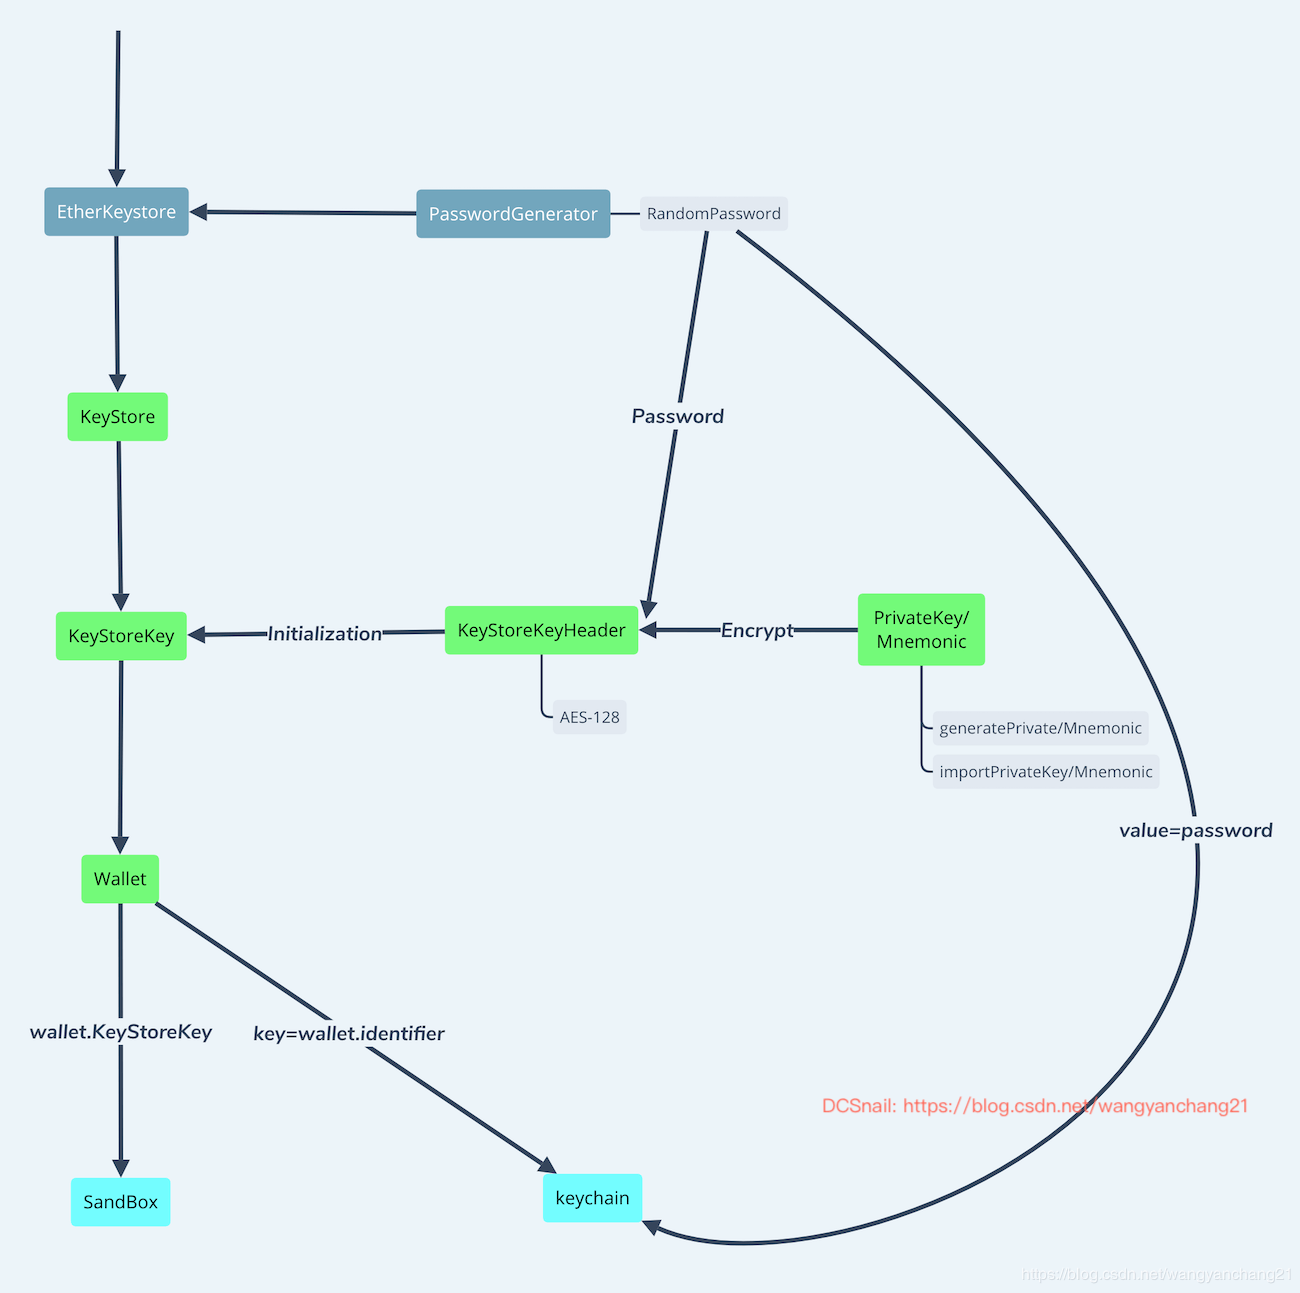 EtherKeystore
PasswordGenerator
RandomPassword
KeyStore
Password
KeyStoreKey
Initialization
KeyStoreKeyHeader
Encrypt
PrivateKey/
Mnemonic
AES-128
generatePrivate/Mnemonic
importPrivateKey/Mnemonic
value=password
Wallet
wallet.KeyStoreKey
key=wallet.identifier
DCSnail: https://blog.csdn.net/wangyanchang21
SandBox
keychain
https://blog.csdn.net/wangyanchang21